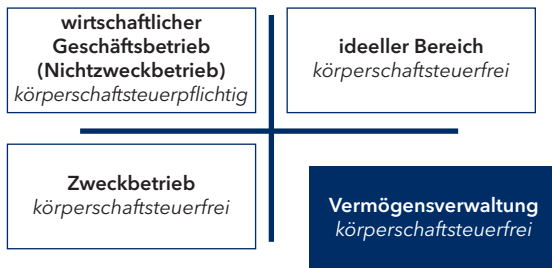 wirtschaftlicher
Geschäftsbetrieb
(Nichtzweckbetrieb)
körperschaftsteuerpflichtig
ideeller Bereich
körperschaftsteuerfrei
Zweckbetrieb
körperschaftsteuerfrei
Vermögensverwaltung
körperschaftsteuerfrei